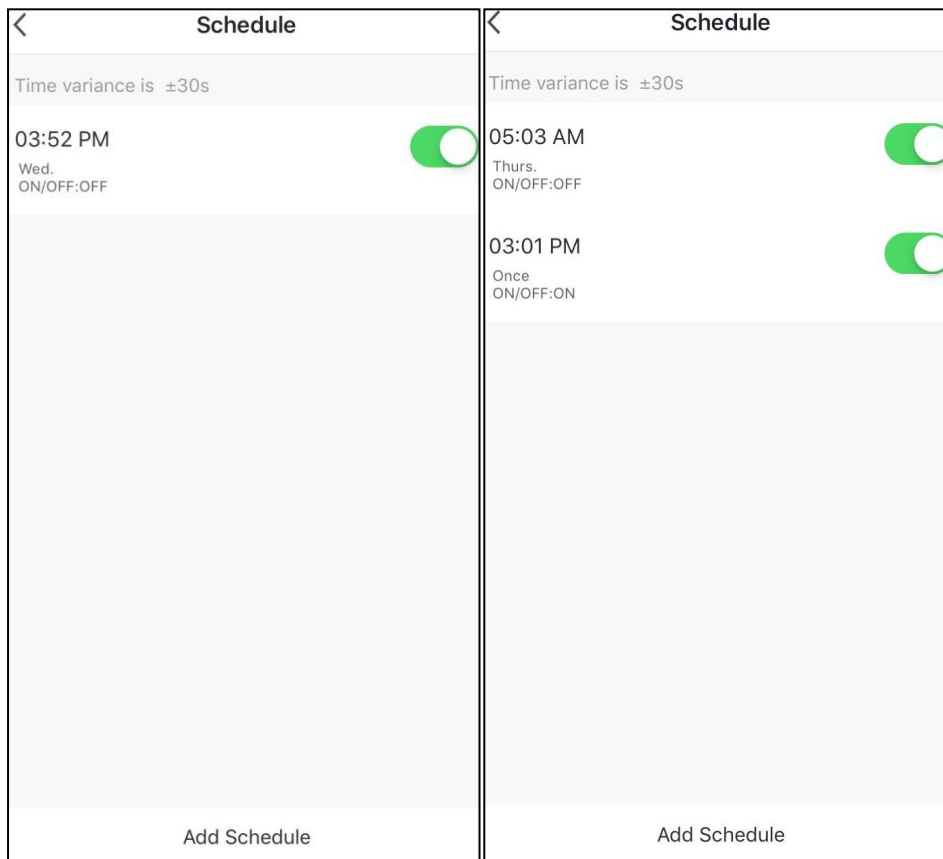 Schedule
Time variance is ±30s
03:52 PM
Wed.
ON/OFF:OFF
Add Schedule
Schedule
Time variance is ±30s
05:03 AM
Thurs.
ON/OFF:OFF
03:01 PM
Once
ON/OFF:ON
Add Schedule